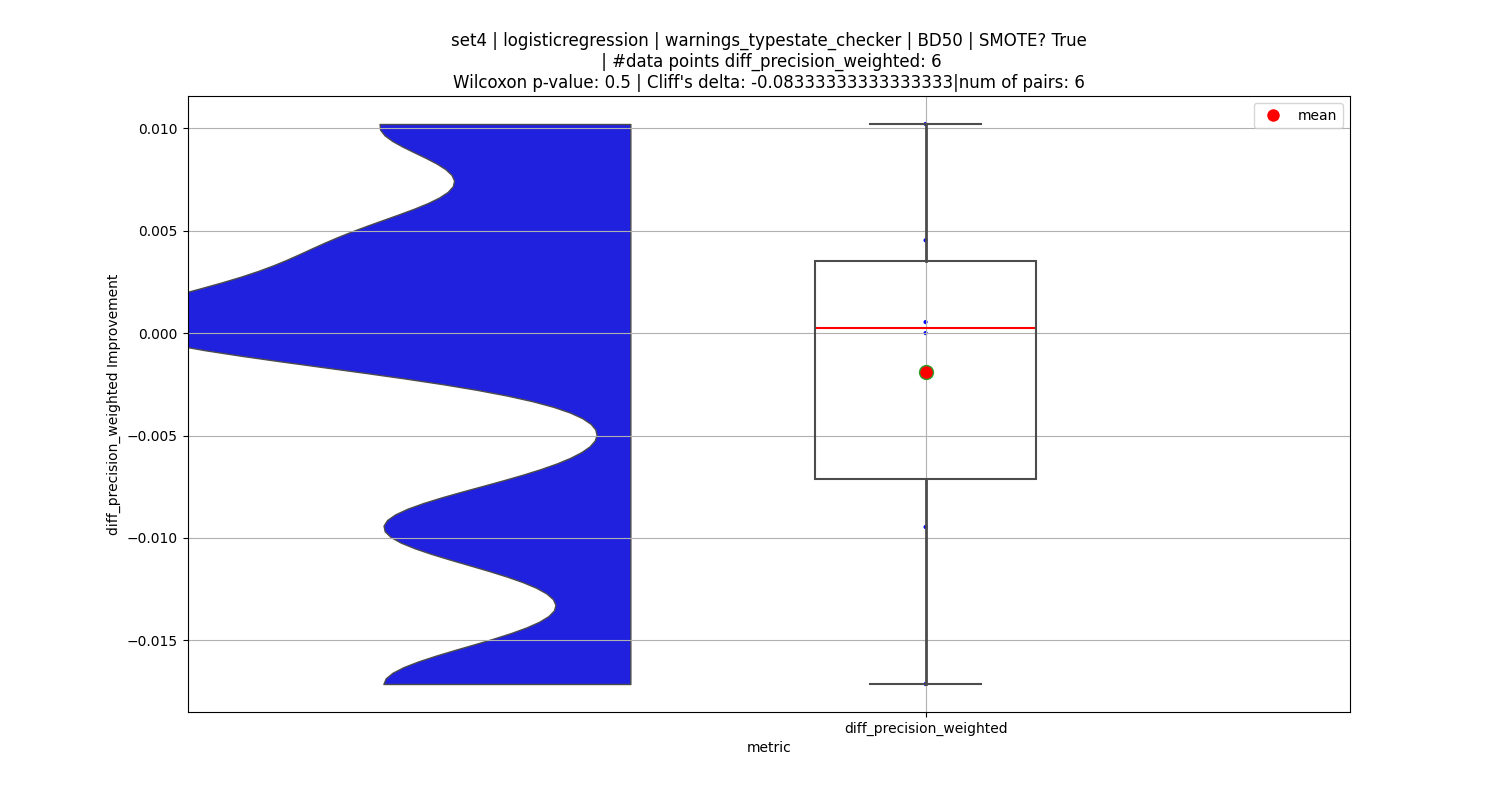 set4 | logisticregression | warnings_typestate_checker | BD50 | SMOTE? True
| #data points diff_precision_weighted: 6
Wilcoxon p-value: 0.5 | Cliff's delta: -0.08333333333333333|num of pairs: 6
mean
0.010
0.005
0.000
−0.005
−0.010
−0.015
diff_precision_weighted Improvement
diff_precision_weighted
metric